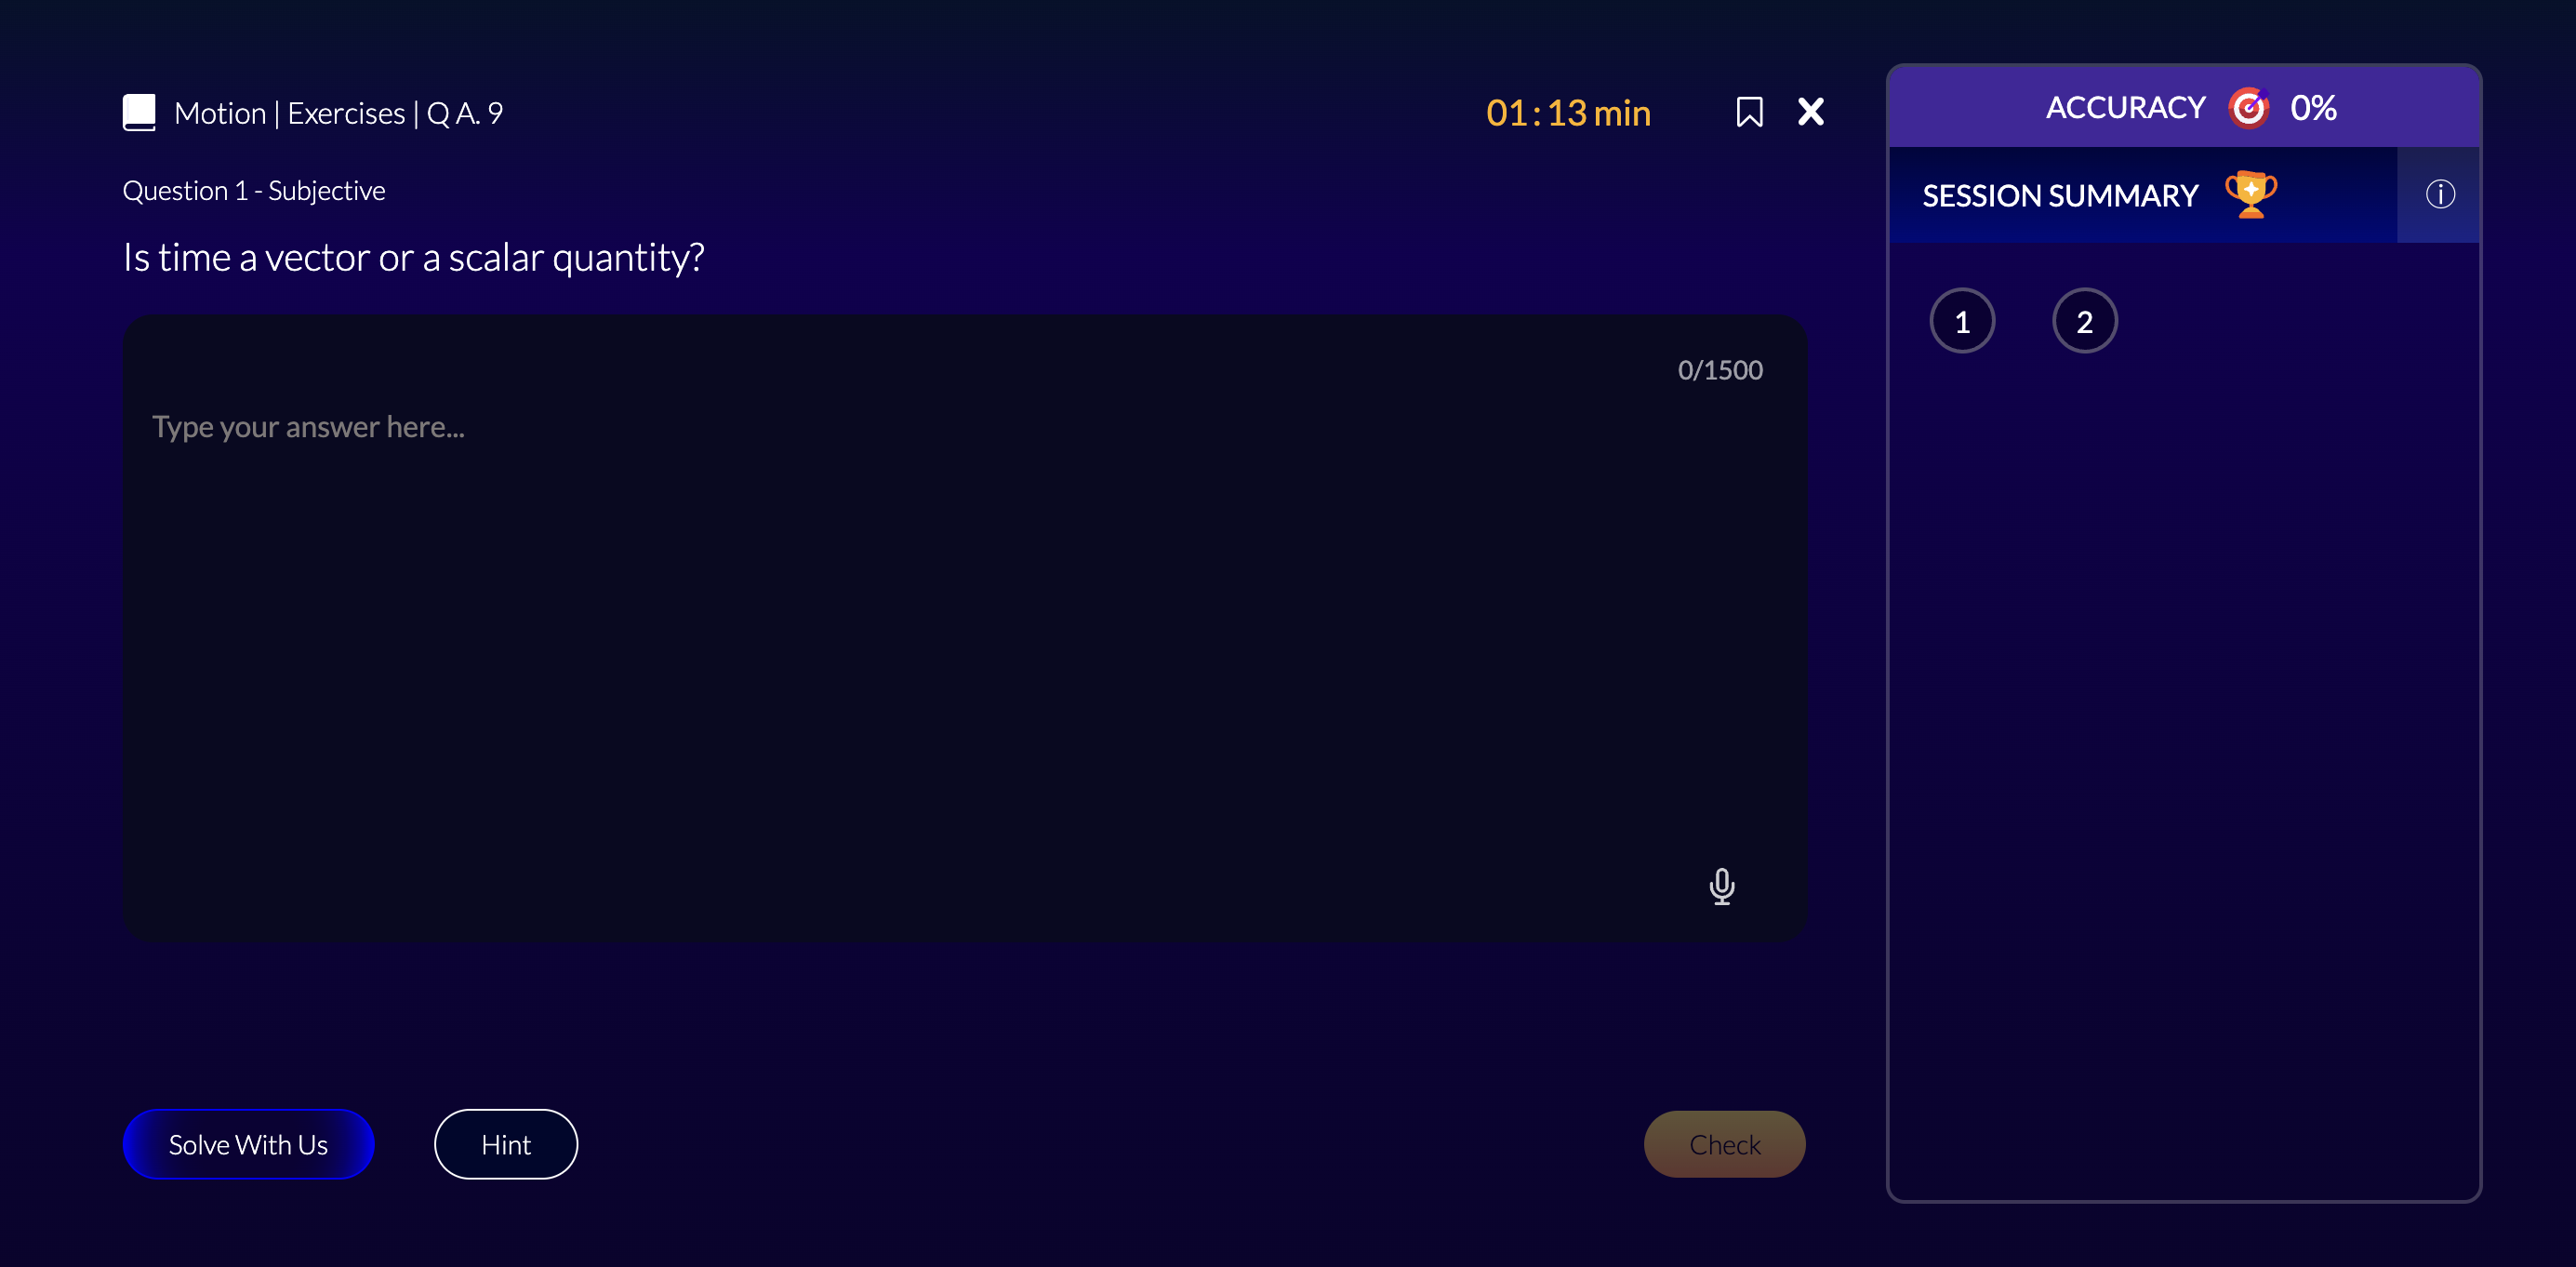 Motion | Exercises | Q A. 9
01 : 13 min
Question 1 - Subjective
Is time a vector or a scalar quantity?
0/1500
Type your answer here...
Solve With Us
Hint
Check
ACCURACY 0%
SESSION SUMMARY
1 2